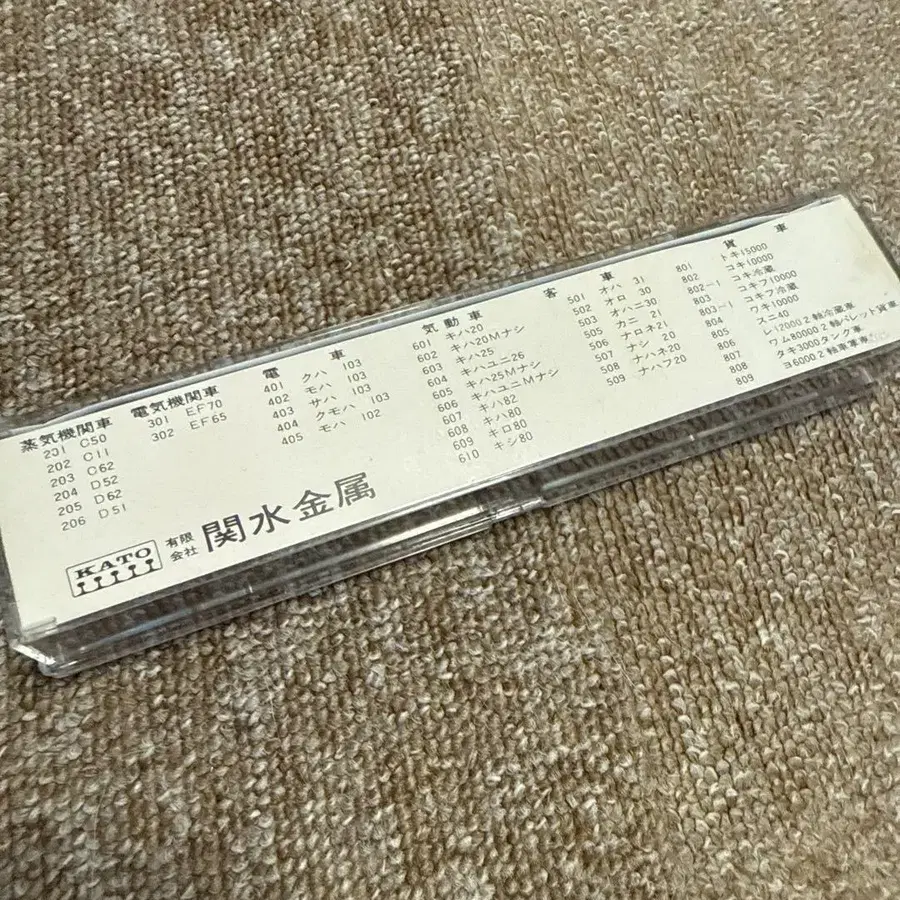 蒸気機関車
201 C50
202 C11
203 C62
204 D52
205 D62
206 D51
電気機関車
301 EF70
302 EF65
電車
401 クハ 103
402 モハ 103
403 サハ 103
404 クモハ 103
405 モハ 102
気動車
601 キハ20
602 キハ20Mナシ
603 キハ25
604 キハユニ26
605 キハ25Mナシ
606 キハユニMナシ
607 キハ82
608 キハ80
609 キロ80
610 キシ80
客車
501 オハ 31
502 オロ 30
503 オハニ30
505 カニ 21
506 ナロネ21
507 ナシ 20
508 ナハネ20
509 ナハフ20
貨車
801 トキ15000
802 コキ10000
802-1 コキ冷蔵
803 コキフ10000
803-1 コキフ冷蔵
804 ワキ10000
805 スニ40
806 レ12000.2軸冷蔵車
807 ワム80000.2軸パレット貨車
808 タキ3000タンク車
809 ヨ6000.2軸車掌車
KATO
有限会社 関水金属